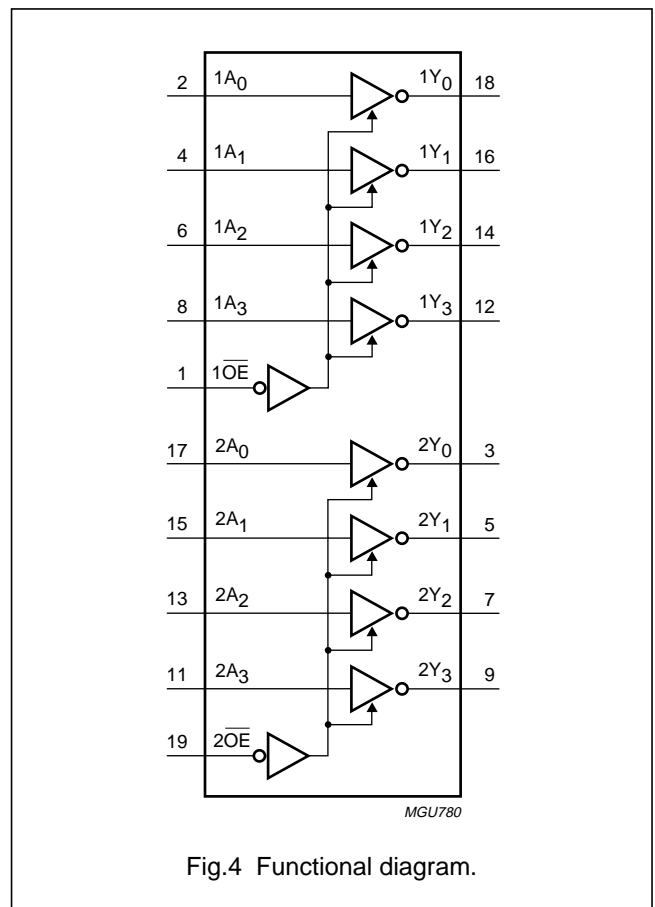 2 1A0 1Y0 18
4 1A1 1Y1 16
6 1A2 1Y2 14
8 1A3 1Y3 12
1 1O̅E̅
17 2A0 2Y0 3
15 2A1 2Y1 5
13 2A2 2Y2 7
11 2A3 2Y3 9
19 2O̅E̅
MGU780
Fig.4 Functional diagram.